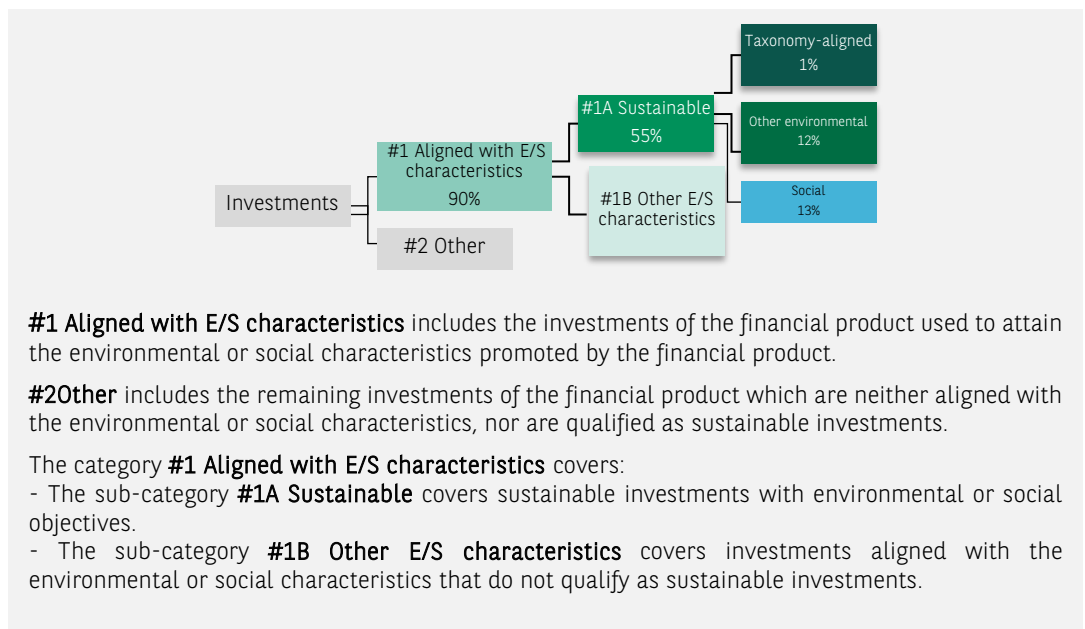 Taxonomy-aligned
1%
#1A Sustainable
55%
Other environmental
12%
#1 Aligned with E/S
characteristics
90%
Social
13%
Investments
#1B Other E/S
characteristics
#2 Other
#1 Aligned with E/S characteristics includes the investments of the financial product used to attain
the environmental or social characteristics promoted by the financial product.
#2Other includes the remaining investments of the financial product which are neither aligned with
the environmental or social characteristics, nor are qualified as sustainable investments.
The category #1 Aligned with E/S characteristics covers:
- The sub-category #1A Sustainable covers sustainable investments with environmental or social
objectives.
- The sub-category #1B Other E/S characteristics covers investments aligned with the
environmental or social characteristics that do not qualify as sustainable investments.